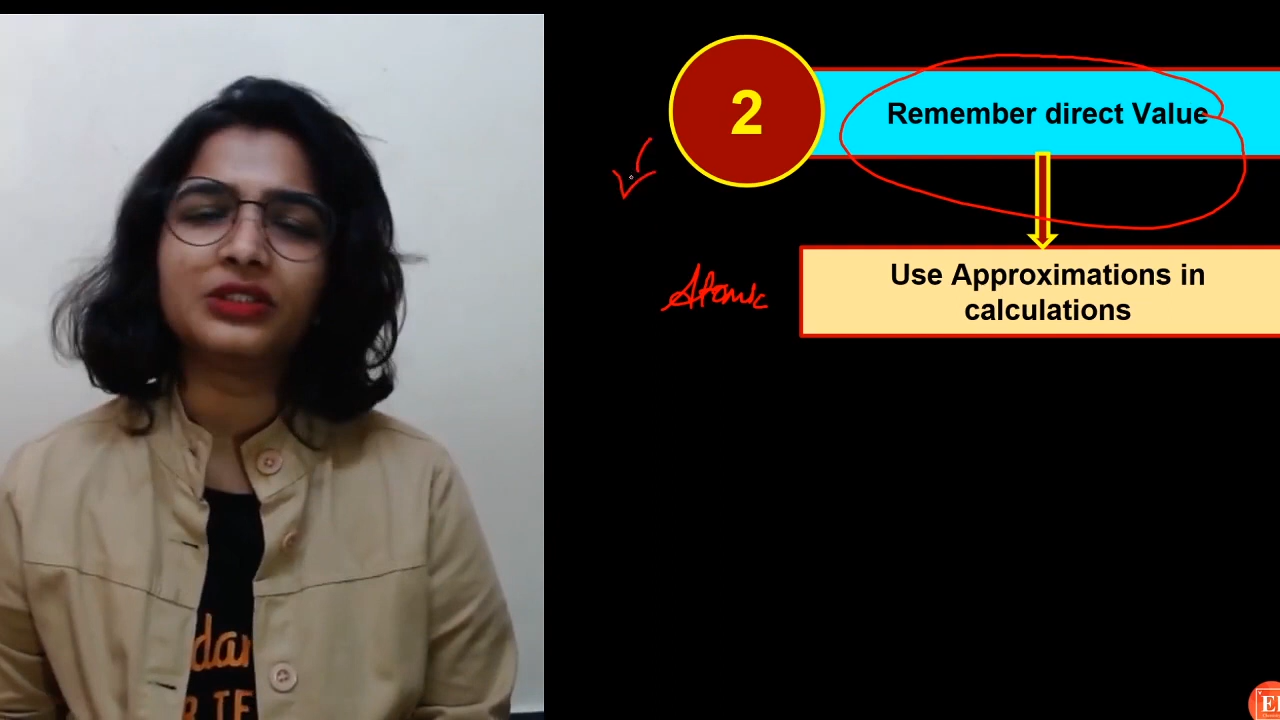 2
Remember direct Value
Use Approximations in
calculations
Atomic